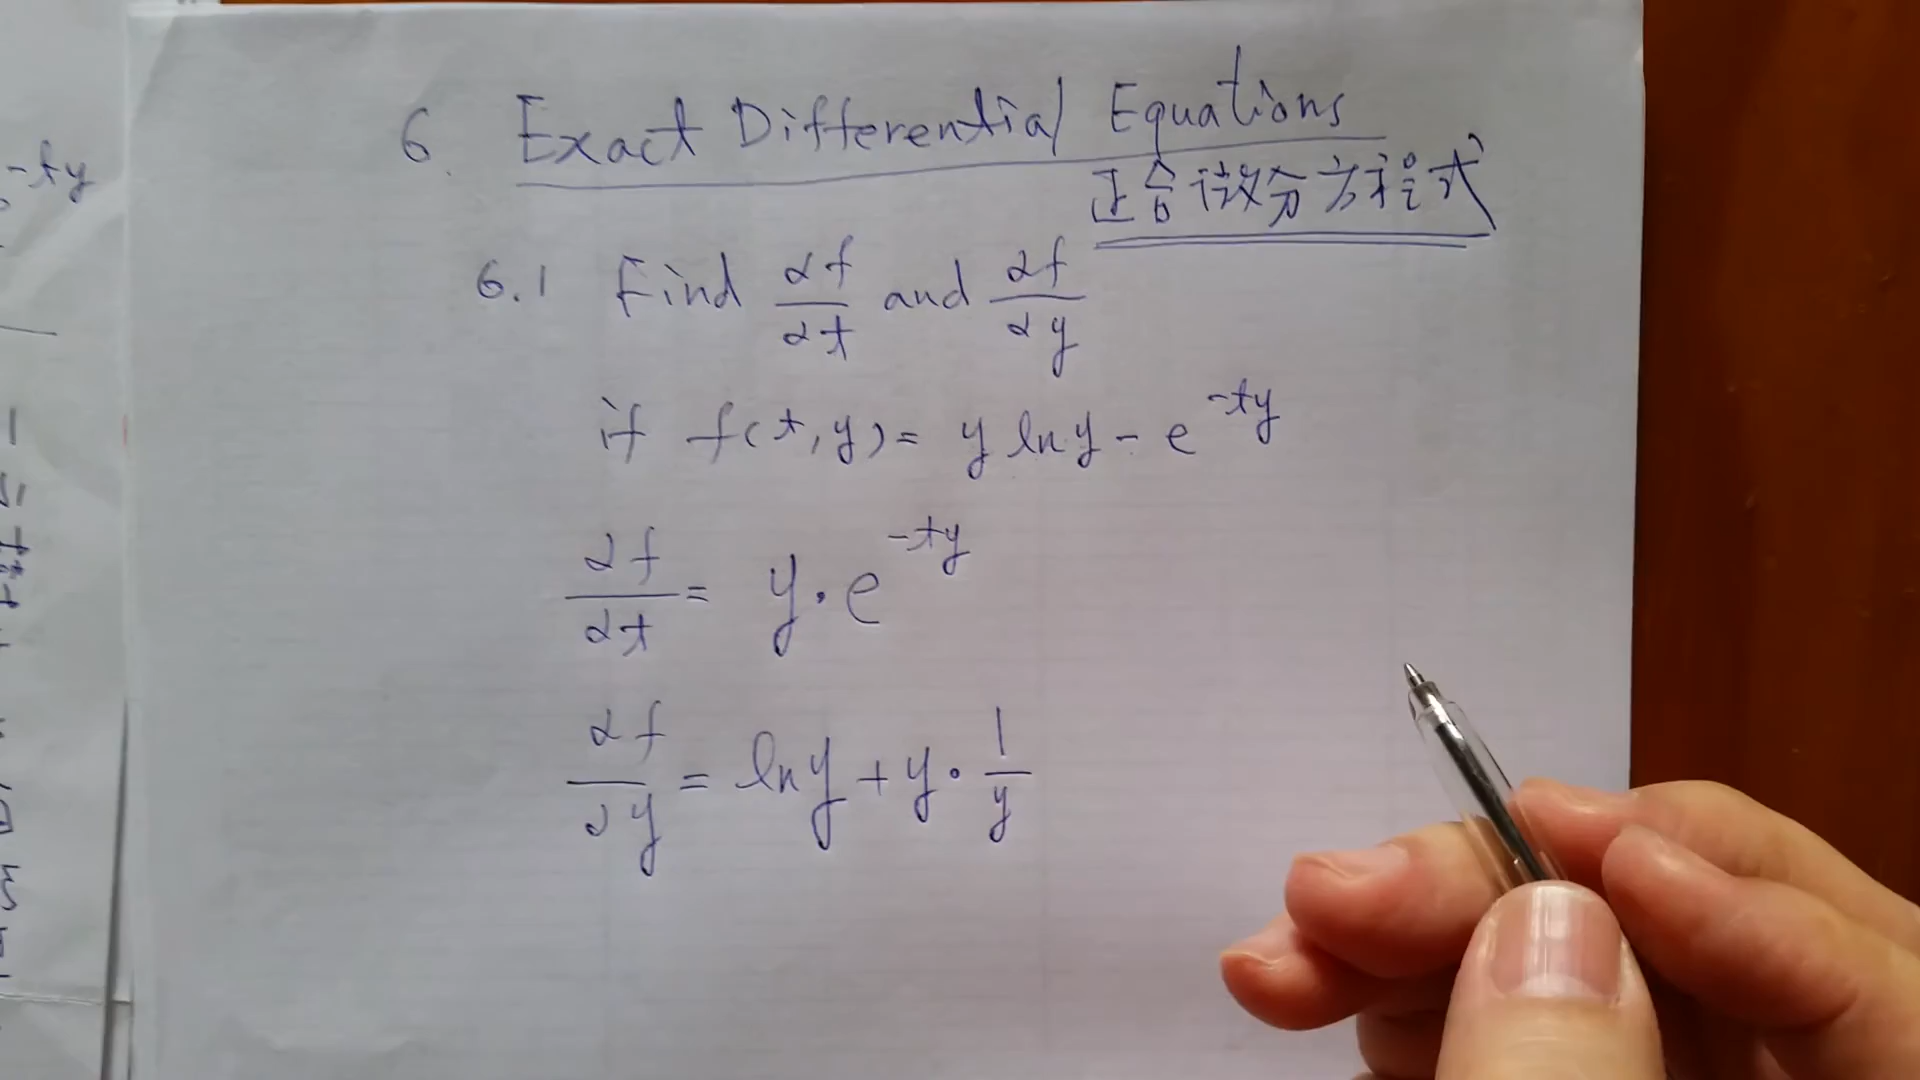 6. Exact Differential Equations
正合微分方程式
6.1 Find ∂f/∂t and ∂f/∂y
if f(t,y) = y ln y - e^{-ty}
∂f/∂t = y · e^{-ty}
∂f/∂y = ln y + y · 1/y
-ty